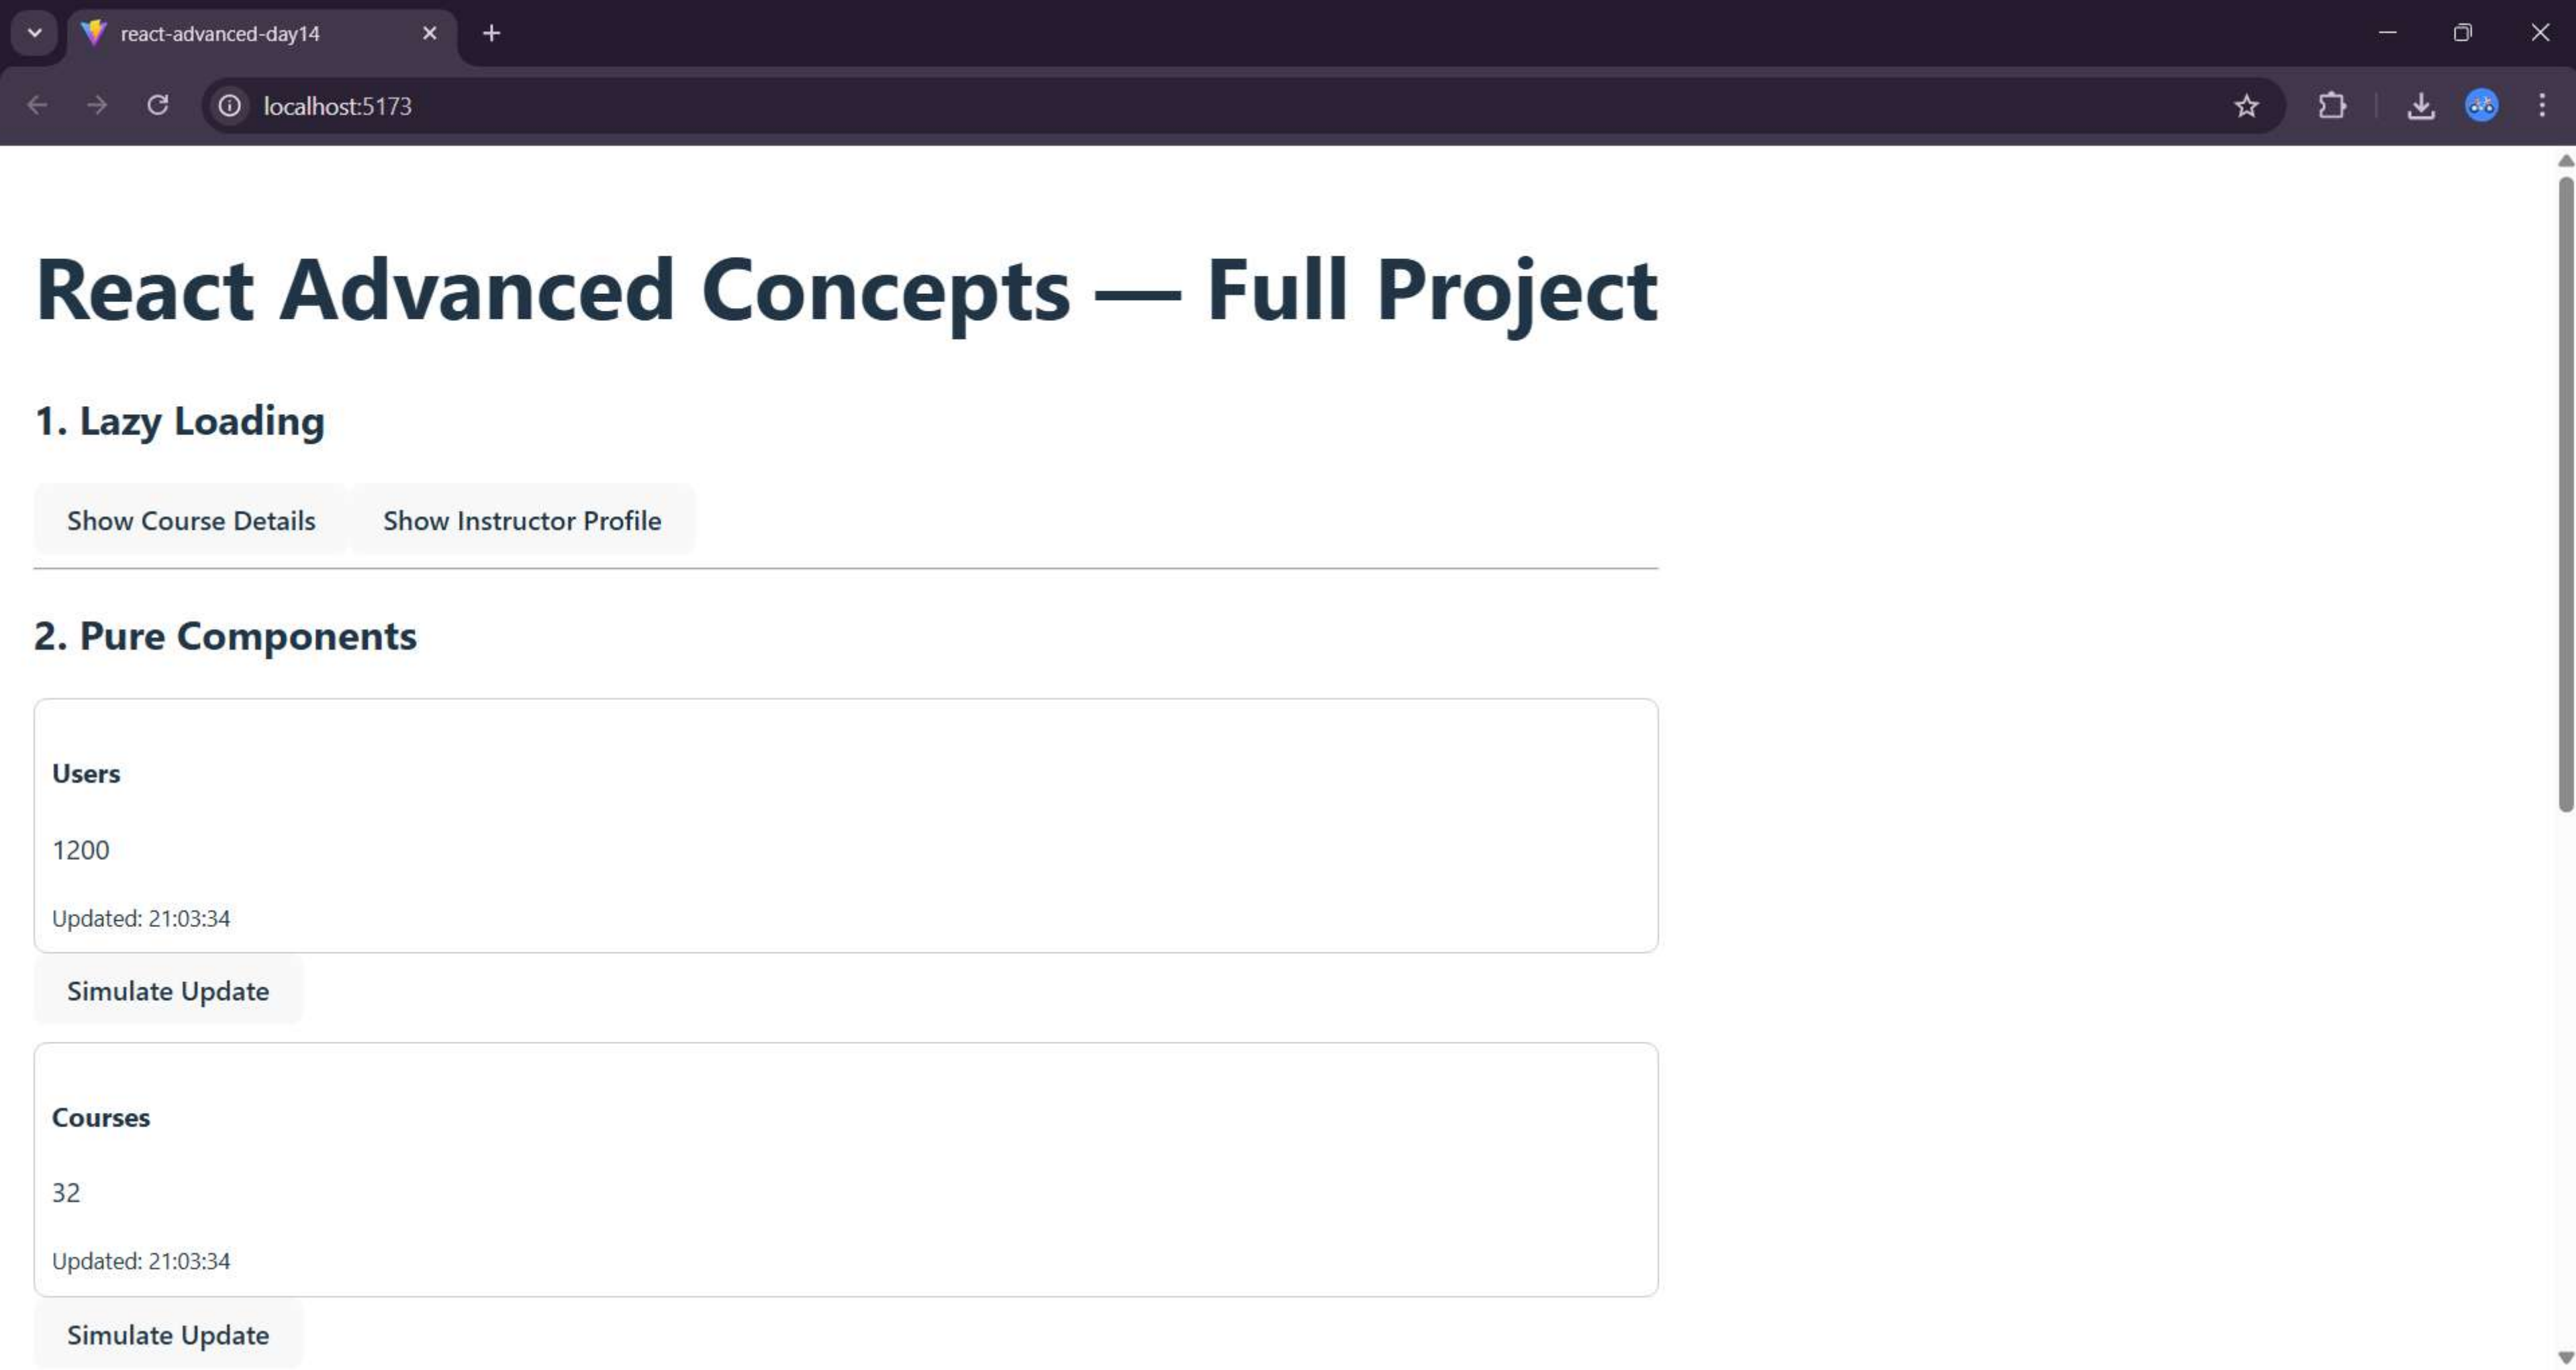 react-advanced-day14
localhost:5173
React Advanced Concepts — Full Project
1. Lazy Loading
Show Course Details Show Instructor Profile
2. Pure Components
Users
1200
Updated: 21:03:34
Simulate Update
Courses
32
Updated: 21:03:34
Simulate Update